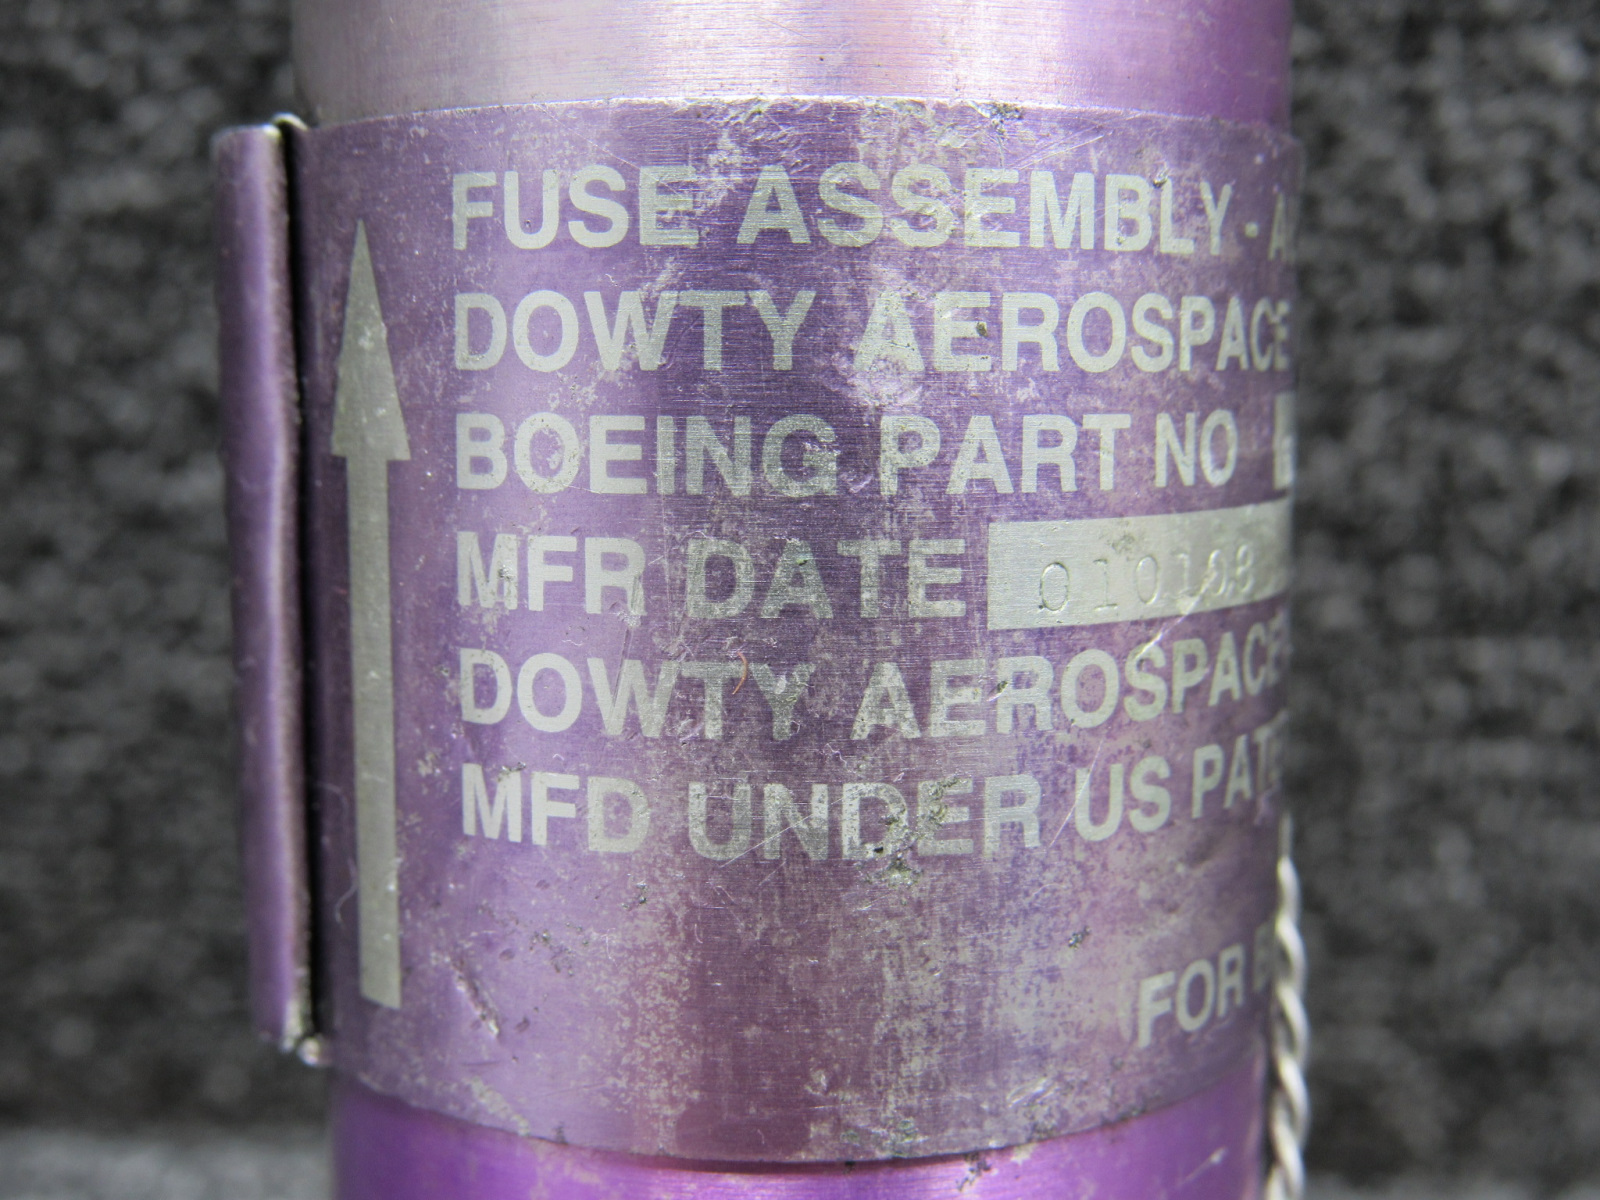 FUSE ASSEMBLY -
DOWTY AEROSPACE
BOEING PART NO
MFR DATE 010108
DOWTY AEROSPACE
MFD UNDER US
FOR